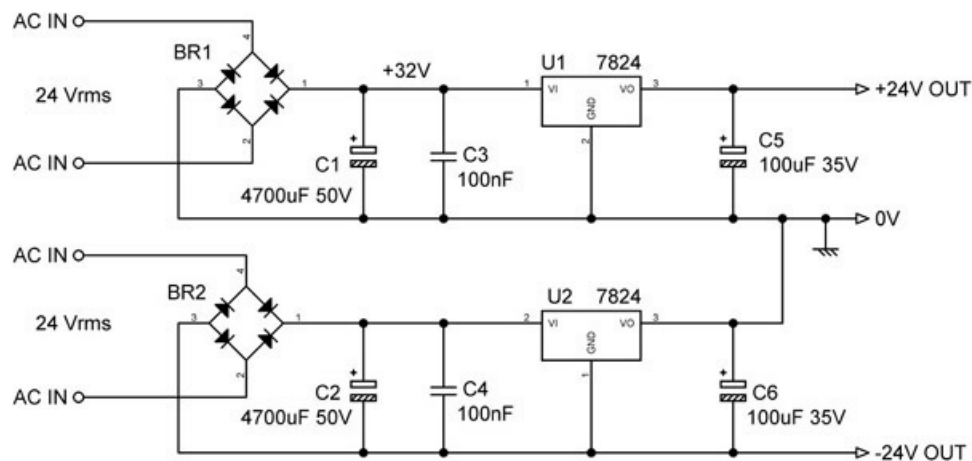 AC IN
4
BR1
+32V
U1
7824
24 Vrms
3
1
1
VI
VO
3
+24V OUT
GND
2
AC IN
2
+
C1
4700uF 50V
C3
100nF
+
C5
100uF 35V
0V
AC IN
4
BR2
U2
7824
24 Vrms
3
1
2
VI
VO
3
GND
1
AC IN
2
+
C2
4700uF 50V
C4
100nF
+
C6
100uF 35V
-24V OUT